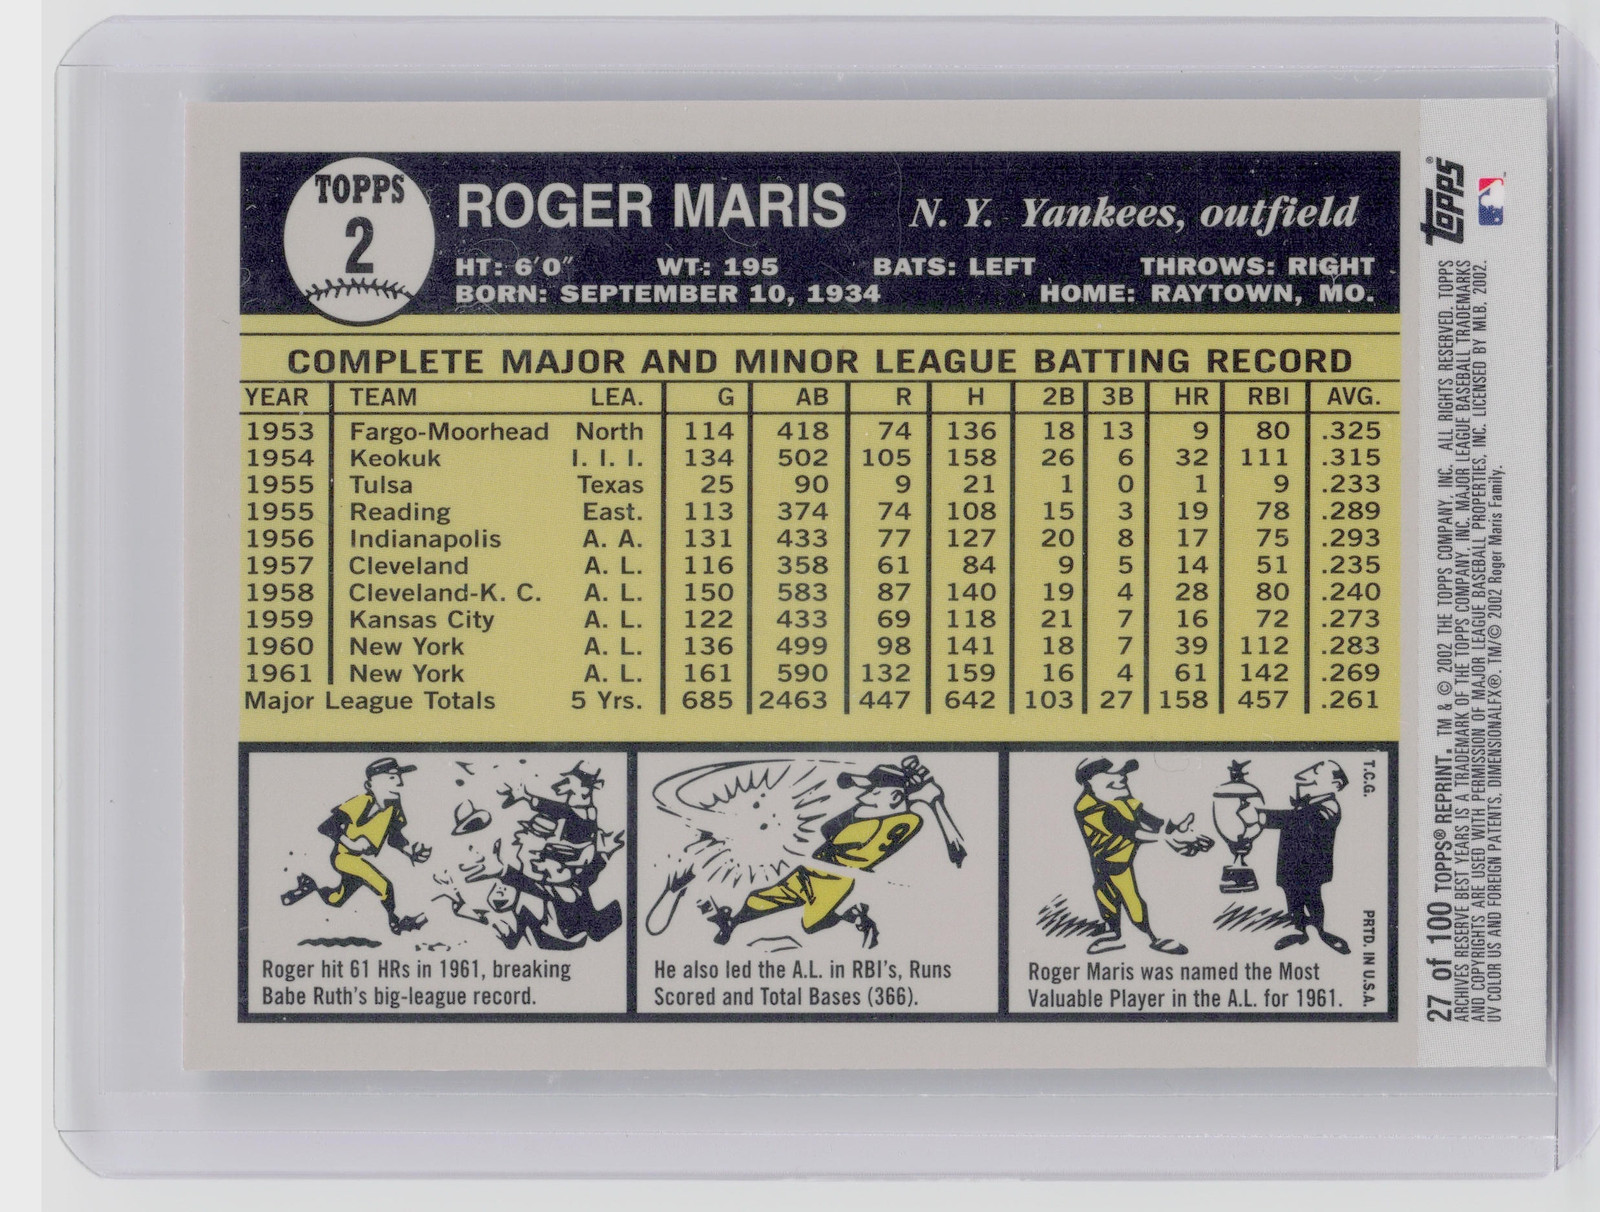 TOPPS
2
ROGER MARIS N. Y. Yankees, outfield
HT: 6'0" WT: 195 BATS: LEFT THROWS: RIGHT
BORN: SEPTEMBER 10, 1934 HOME: RAYTOWN, MO.
COMPLETE MAJOR AND MINOR LEAGUE BATTING RECORD
YEAR TEAM LEA. G AB R H 2B 3B HR RBI AVG.
1953 Fargo-Moorhead North 114 418 74 136 18 13 9 80 .325
1954 Keokuk I. I. I. 134 502 105 158 26 6 32 111 .315
1955 Tulsa Texas 25 90 9 21 1 0 1 9 .233
1955 Reading East. 113 374 74 108 15 3 19 78 .289
1956 Indianapolis A. A. 131 433 77 127 20 8 17 75 .293
1957 Cleveland A. L. 116 358 61 84 9 5 14 51 .235
1958 Cleveland-K. C. A. L. 150 583 87 140 19 4 28 80 .240
1959 Kansas City A. L. 122 433 69 118 21 7 16 72 .273
1960 New York A. L. 136 499 98 141 18 7 39 112 .283
1961 New York A. L. 161 590 132 159 16 4 61 142 .269
Major League Totals 5 Yrs. 685 2463 447 642 103 27 158 457 .261
9
Roger hit 61 HRs in 1961, breaking
Babe Ruth's big-league record.
He also led the A.L. in RBI's, Runs
Scored and Total Bases (366).
Roger Maris was named the Most
Valuable Player in the A.L. for 1961.
T.C.G. PRTD. IN U.S.A.
Topps®
27 of 100 TOPPS® REPRINT. TM & © 2002 THE TOPPS COMPANY, INC. ALL RIGHTS RESERVED. TOPPS
ARCHIVES RESERVE BEST YEARS IS A TRADEMARK OF THE TOPPS COMPANY, INC. MAJOR LEAGUE BASEBALL TRADEMARKS
AND COPYRIGHTS ARE USED WITH PERMISSION OF MAJOR LEAGUE BASEBALL PROPERTIES, INC. LICENSED BY MLB, 2002.
UV COLOR US AND FOREIGN PATENTS, DIMENSIONALFX®. TM/© 2002 Roger Maris Family.